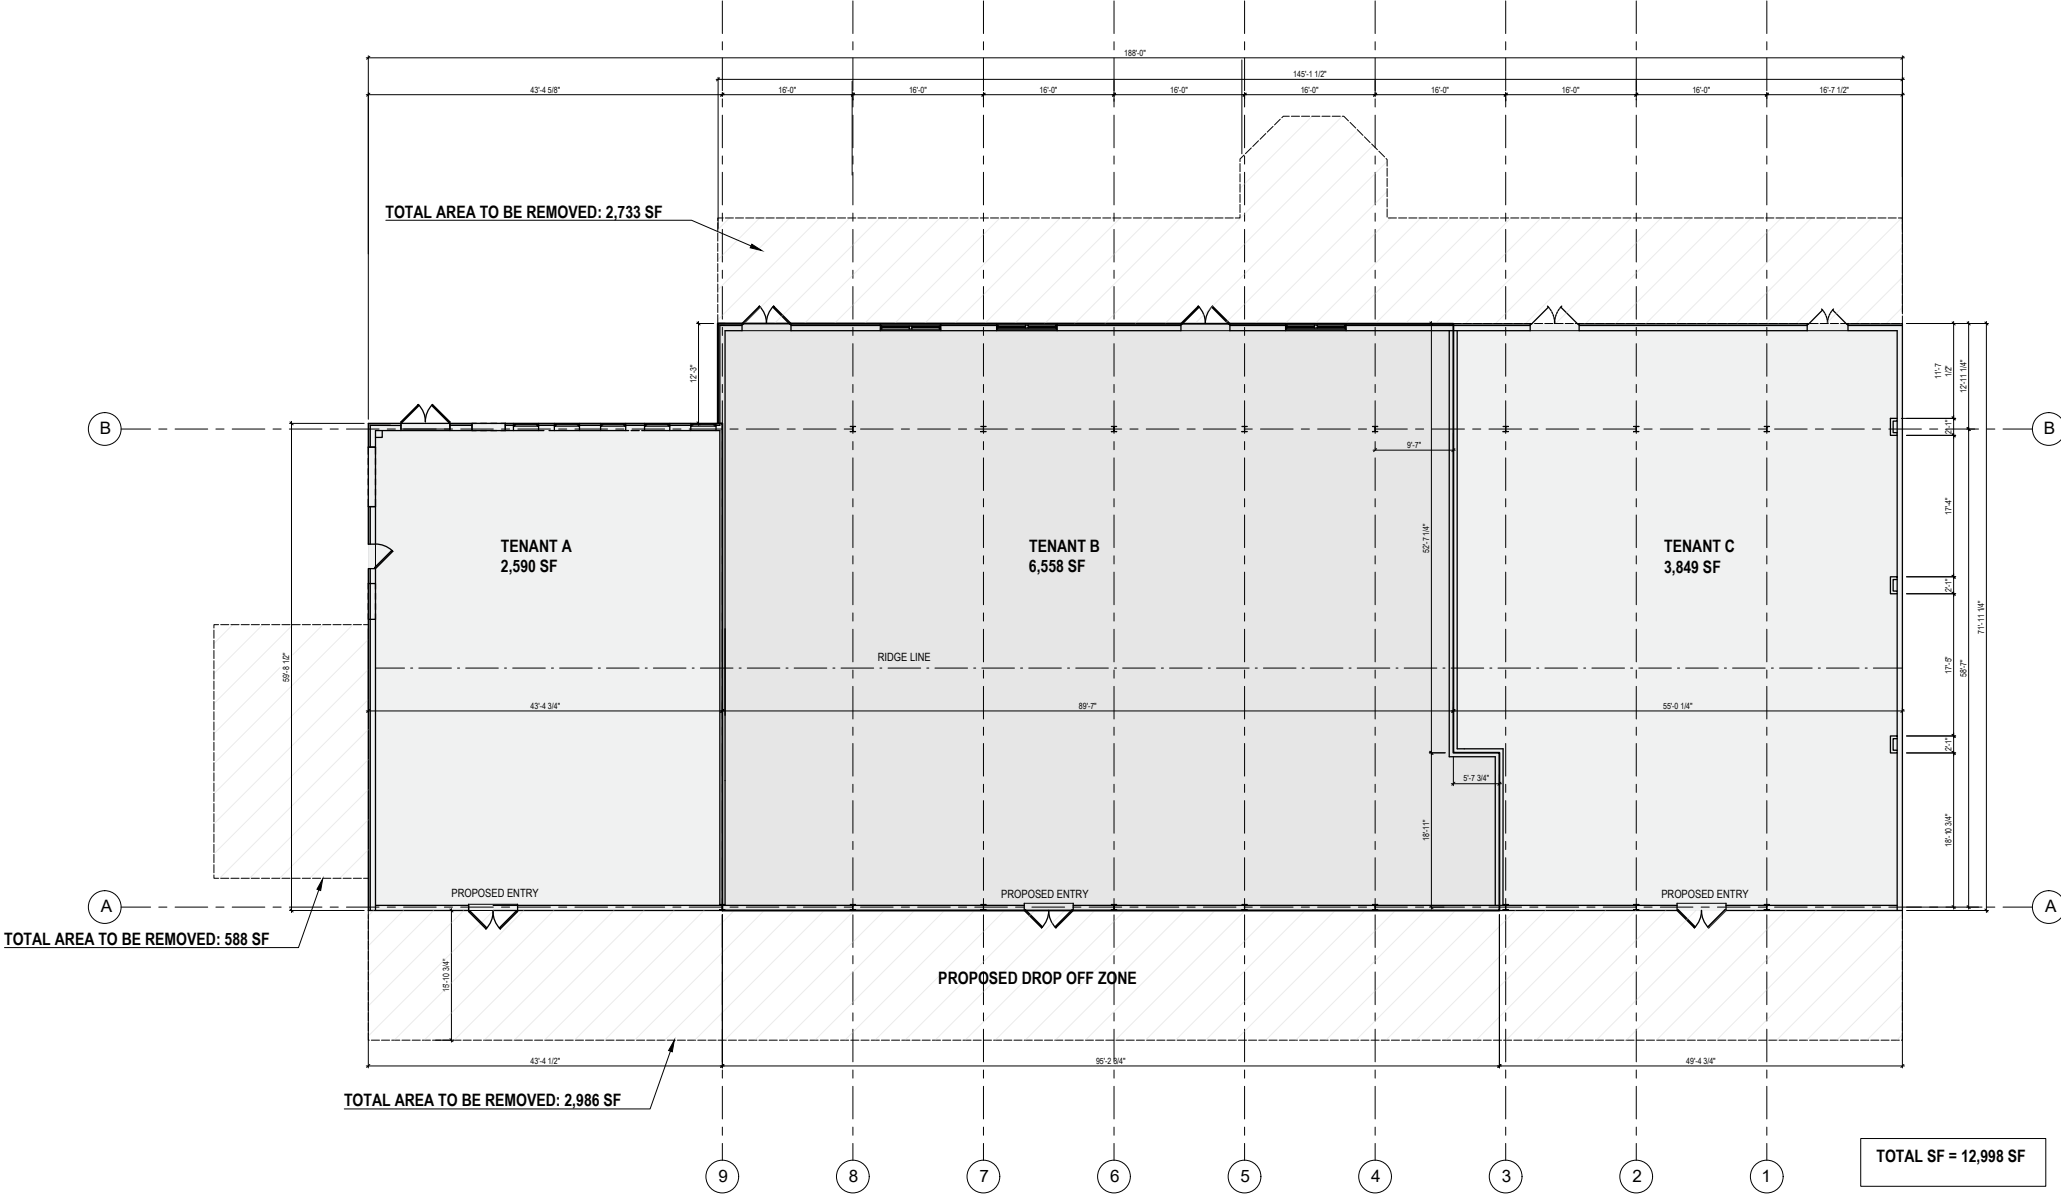 188'-0"
145'-1 1/2"
43'-4 5/8"
16'-0"
16'-0"
16'-0"
16'-0"
16'-0"
16'-0"
16'-0"
16'-0"
16'-7 1/2"
TOTAL AREA TO BE REMOVED: 2,733 SF
12'-3"
11'-7 1/2"
12'-11 1/4"
B
B
2'-1"
9'-7"
17'-4"
52'-7 1/4"
TENANT A
2,590 SF
TENANT B
6,558 SF
TENANT C
3,849 SF
2'-1"
71'-11 1/4"
RIDGE LINE
59'-8 1/2"
17'-5"
58'-7"
43'-4 3/4"
89'-7"
55'-0 1/4"
2'-1"
5'-7 3/4"
18'-11"
18'-10 3/4"
PROPOSED ENTRY
PROPOSED ENTRY
PROPOSED ENTRY
A
A
TOTAL AREA TO BE REMOVED: 588 SF
PROPOSED DROP OFF ZONE
43'-4 1/2"
95'-2 3/4"
49'-4 3/4"
TOTAL AREA TO BE REMOVED: 2,986 SF
TOTAL SF = 12,998 SF
9
8
7
6
5
4
3
2
1